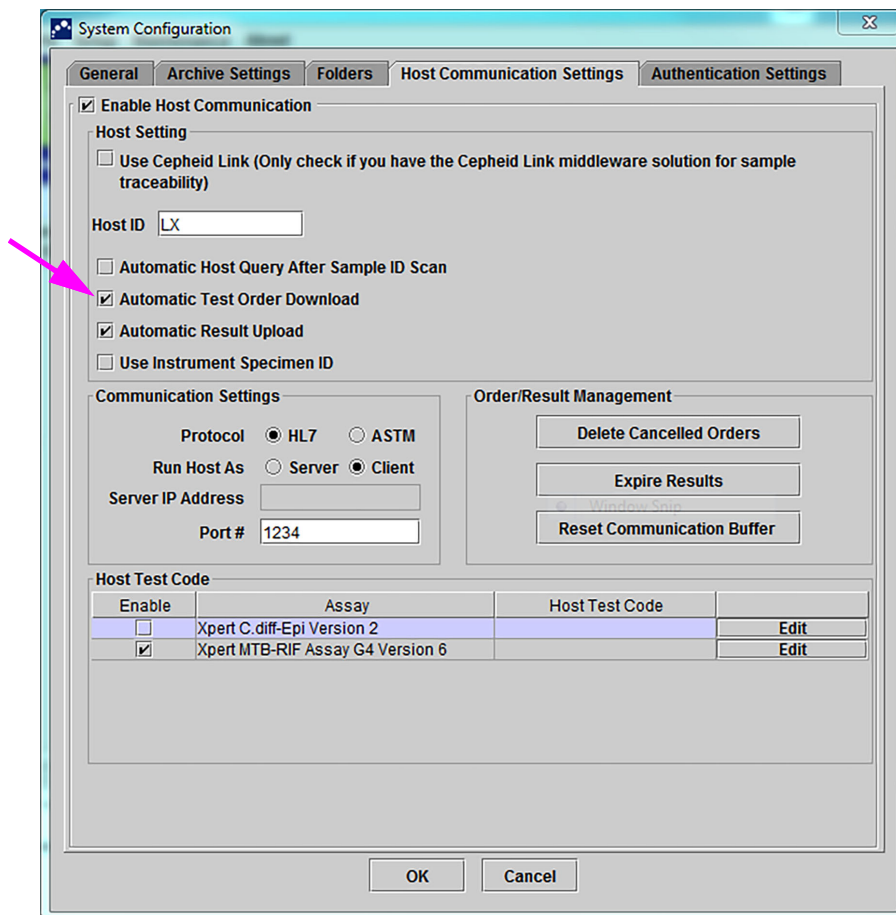 System Configuration
General Archive Settings Folders Host Communication Settings Authentication Settings
Enable Host Communication
Host Setting
Use Cepheid Link (Only check if you have the Cepheid Link middleware solution for sample
traceability)
Host ID LX
Automatic Host Query After Sample ID Scan
Automatic Test Order Download
Automatic Result Upload
Use Instrument Specimen ID
Communication Settings
Protocol HL7 ASTM
Run Host As Server Client
Server IP Address
Port # 1234
Order/Result Management
Delete Cancelled Orders
Expire Results
Window Snip
Reset Communication Buffer
Host Test Code
Enable Assay Host Test Code
Xpert C.diff-Epi Version 2 Edit
Xpert MTB-RIF Assay G4 Version 6 Edit
OK Cancel